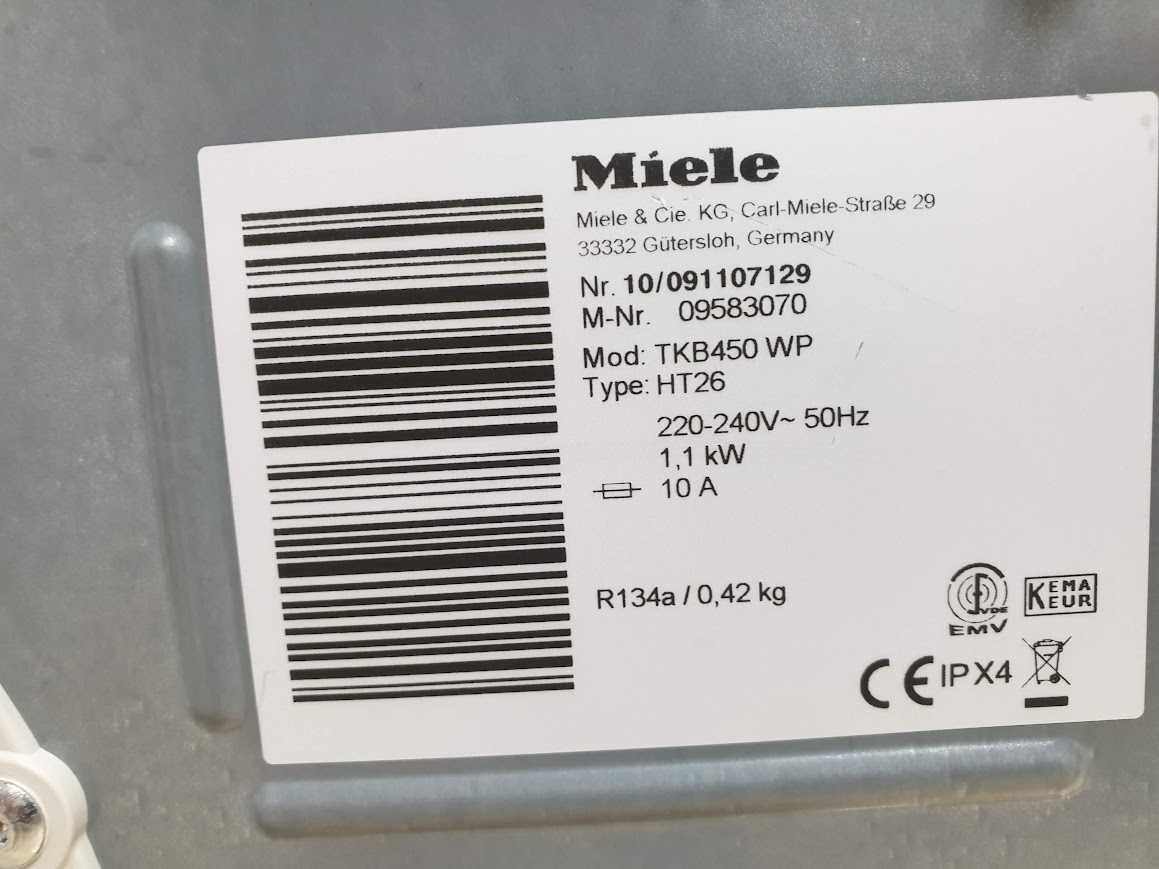 Miele
Miele & Cie. KG, Carl-Miele-Straße 29
33332 Gütersloh, Germany
Nr. 10/091107129
M-Nr. 09583070
Mod: TKB450 WP
Type: HT26
220-240V~ 50Hz
1,1 kW
10 A
R134a / 0,42 kg
VDE
EMV
KEMA
EUR
CE IPX4